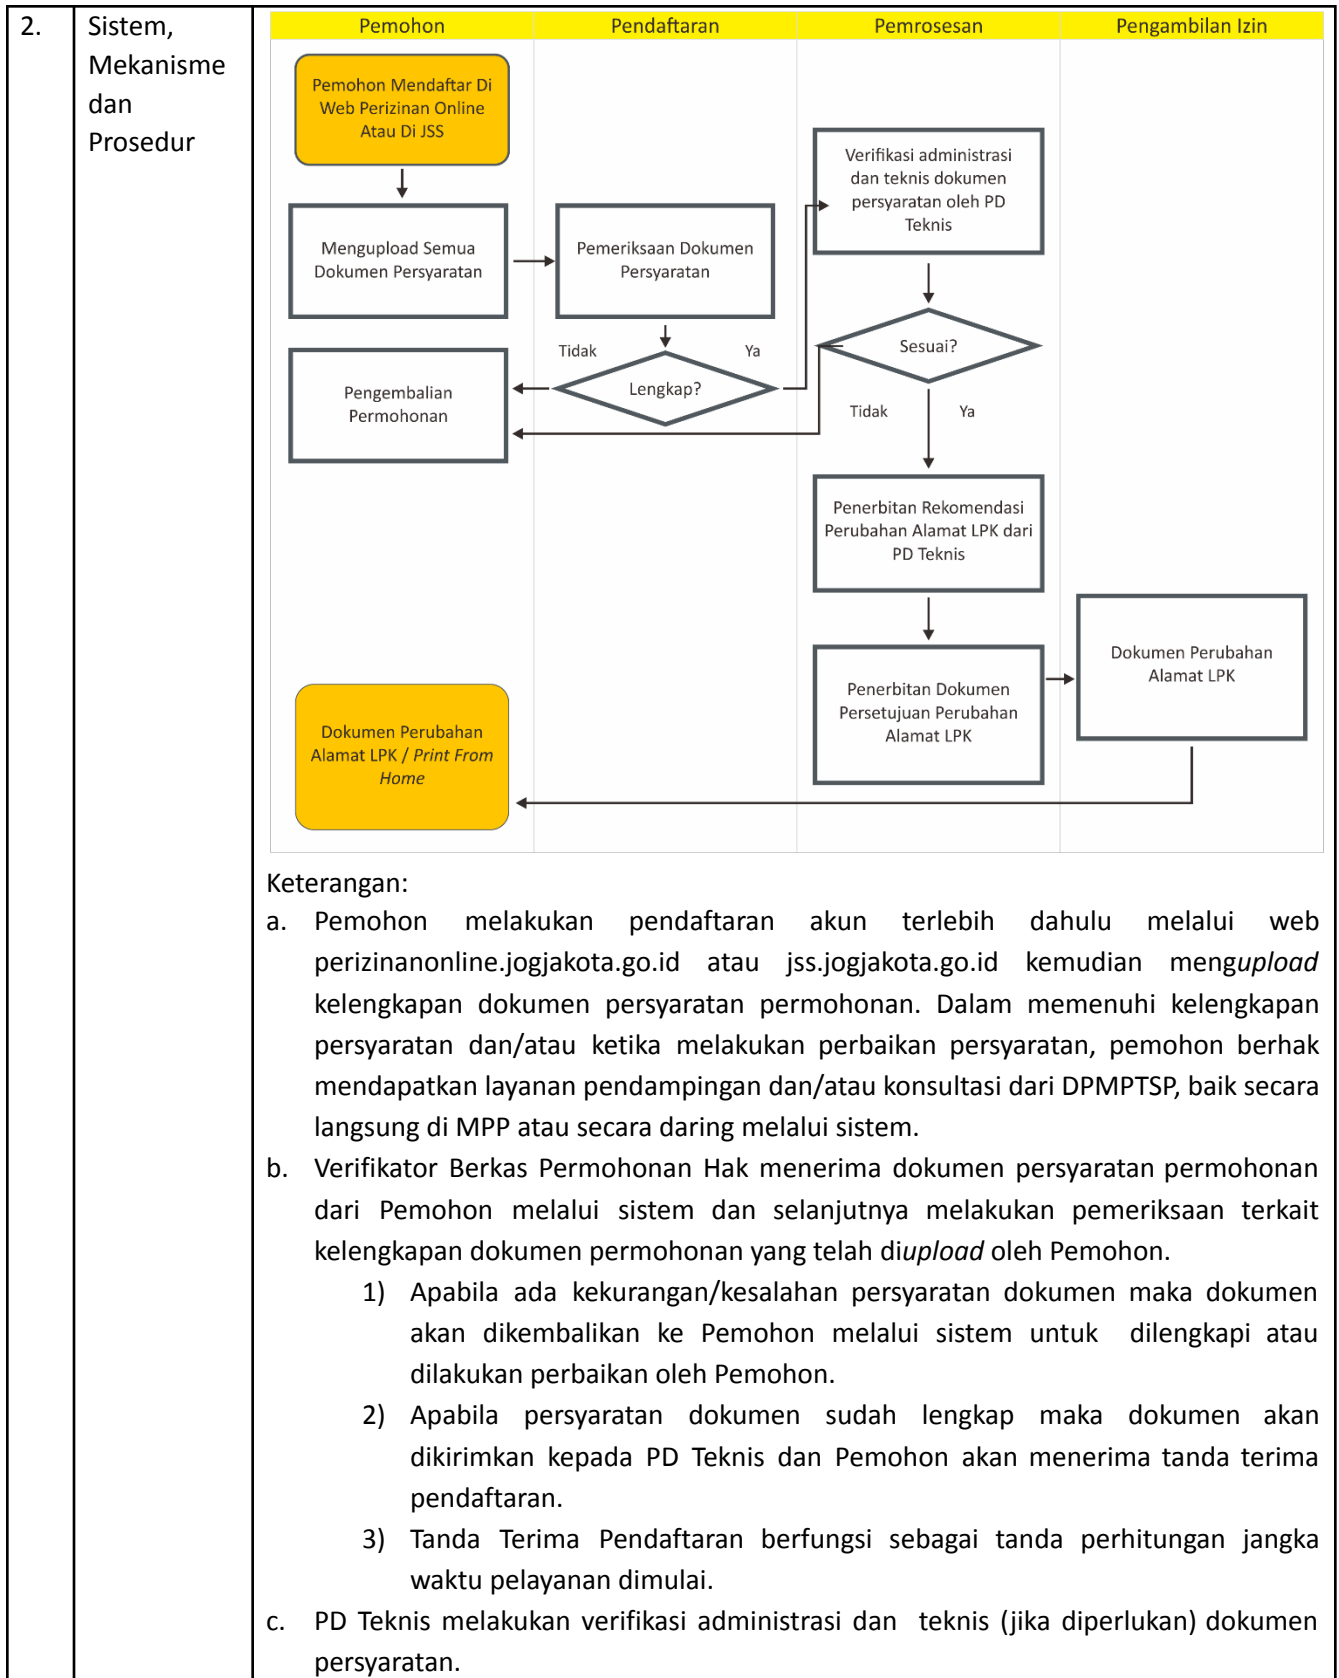 2.
Sistem,
Mekanisme
dan
Prosedur
Pemohon
Pendaftaran
Pemrosesan
Pengambilan Izin
Pemohon Mendaftar Di
Web Perizinan Online
Atau Di JSS
Mengupload Semua
Dokumen Persyaratan
Pemeriksaan Dokumen
Persyaratan
Verifikasi administrasi
dan teknis dokumen
persyaratan oleh PD
Teknis
Tidak
Ya
Lengkap?
Sesuai?
Pengembalian
Permohonan
Tidak
Ya
Penerbitan Rekomendasi
Perubahan Alamat LPK dari
PD Teknis
Penerbitan Dokumen
Persetujuan Perubahan
Alamat LPK
Dokumen Perubahan
Alamat LPK
Dokumen Perubahan
Alamat LPK / Print From
Home
Keterangan:
a. Pemohon melakukan pendaftaran akun terlebih dahulu melalui web
perizinanonline.jogjakota.go.id atau jss.jogjakota.go.id kemudian mengupload
kelengkapan dokumen persyaratan permohonan. Dalam memenuhi kelengkapan
persyaratan dan/atau ketika melakukan perbaikan persyaratan, pemohon berhak
mendapatkan layanan pendampingan dan/atau konsultasi dari DPMPTSP, baik secara
langsung di MPP atau secara daring melalui sistem.
b. Verifikator Berkas Permohonan Hak menerima dokumen persyaratan permohonan
dari Pemohon melalui sistem dan selanjutnya melakukan pemeriksaan terkait
kelengkapan dokumen permohonan yang telah diupload oleh Pemohon.
1) Apabila ada kekurangan/kesalahan persyaratan dokumen maka dokumen
akan dikembalikan ke Pemohon melalui sistem untuk dilengkapi atau
dilakukan perbaikan oleh Pemohon.
2) Apabila persyaratan dokumen sudah lengkap maka dokumen akan
dikirimkan kepada PD Teknis dan Pemohon akan menerima tanda terima
pendaftaran.
3) Tanda Terima Pendaftaran berfungsi sebagai tanda perhitungan jangka
waktu pelayanan dimulai.
c. PD Teknis melakukan verifikasi administrasi dan teknis (jika diperlukan) dokumen
persyaratan.